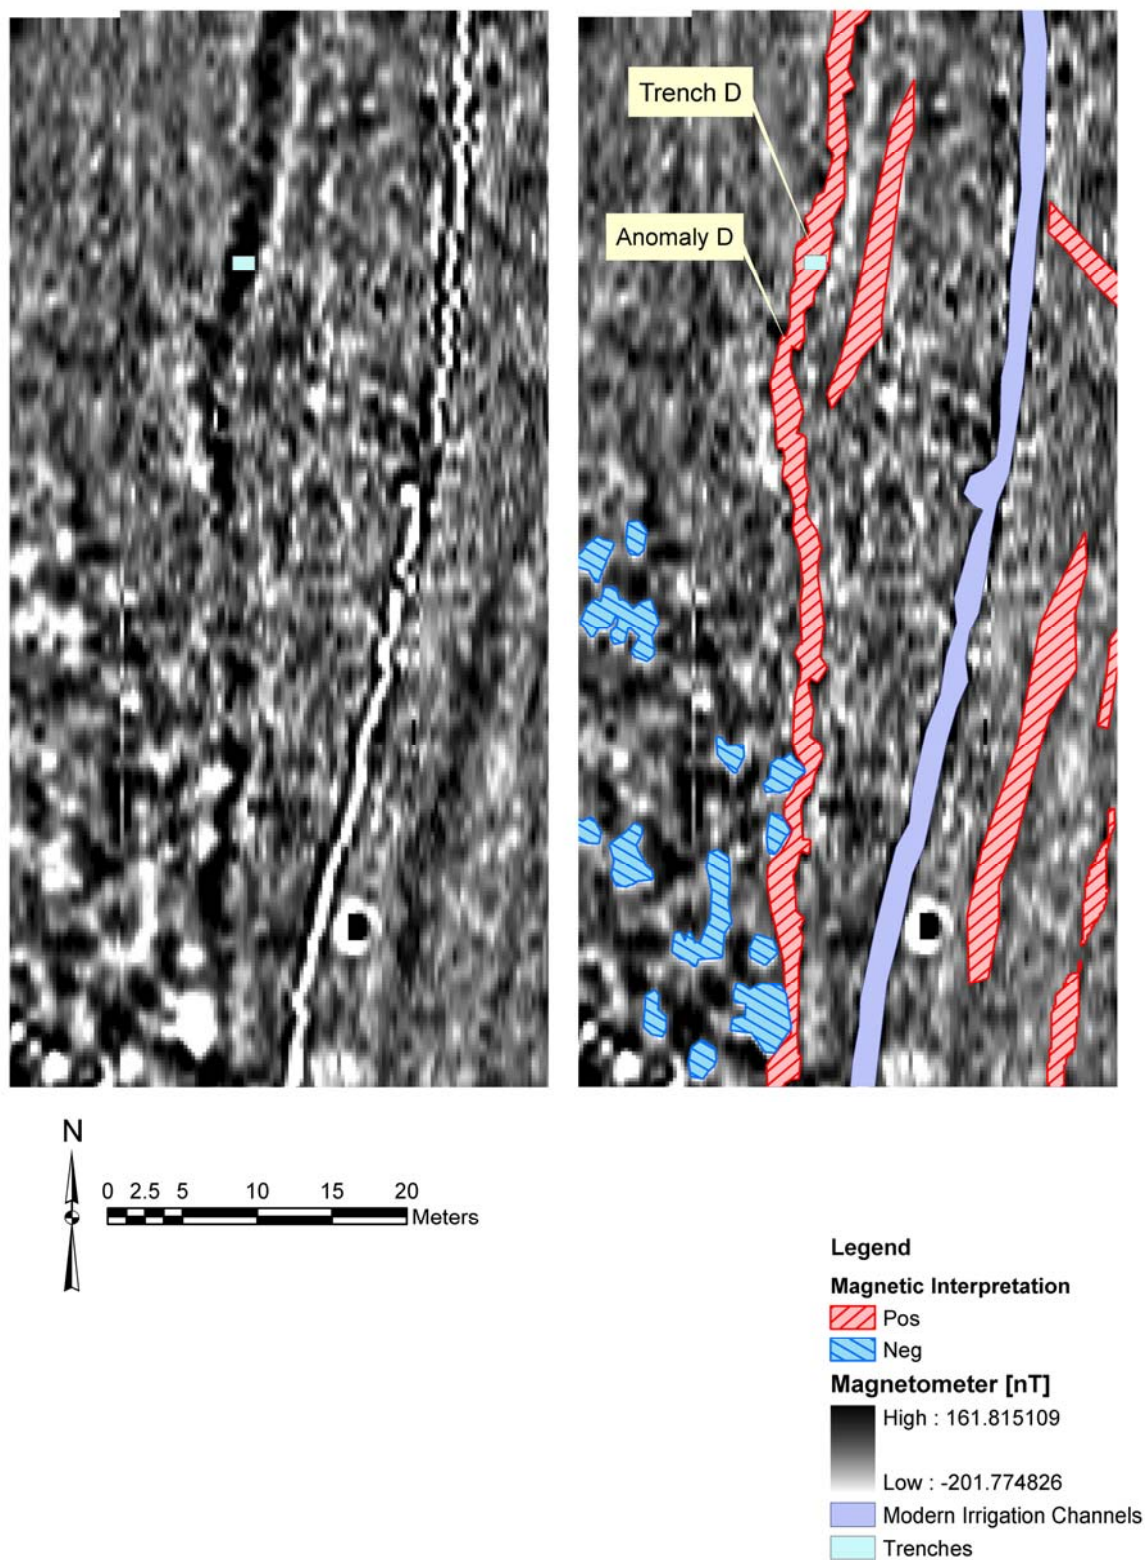 Trench D
Anomaly D
N
0 2.5 5 10 15 20
Meters
Legend
Magnetic Interpretation
Pos
Neg
Magnetometer [nT]
High : 161.815109
Low : -201.774826
Modern Irrigation Channels
Trenches